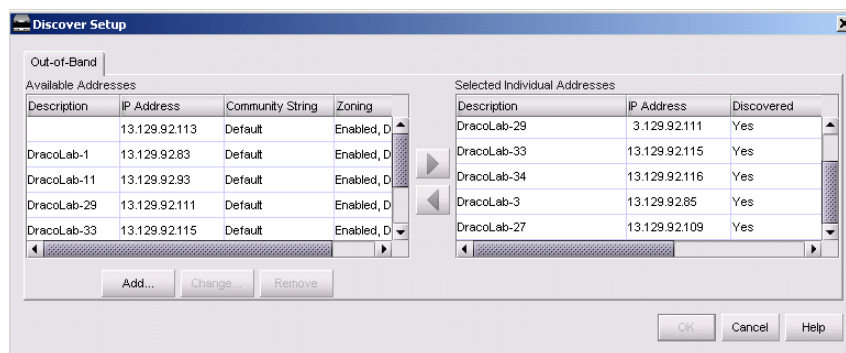 Discover Setup
Out-of-Band
Available Addresses
Description IP Address Community String Zoning
13.129.92.113 Default Enabled, D
DracoLab-1 13.129.92.83 Default Enabled, D
DracoLab-11 13.129.92.93 Default Enabled, D
DracoLab-29 13.129.92.111 Default Enabled, D
DracoLab-33 13.129.92.115 Default Enabled, D
Add... Change... Remove
Selected Individual Addresses
Description IP Address Discovered
DracoLab-29 3.129.92.111 Yes
DracoLab-33 13.129.92.115 Yes
DracoLab-34 13.129.92.116 Yes
DracoLab-3 13.129.92.85 Yes
DracoLab-27 13.129.92.109 Yes
OK Cancel Help